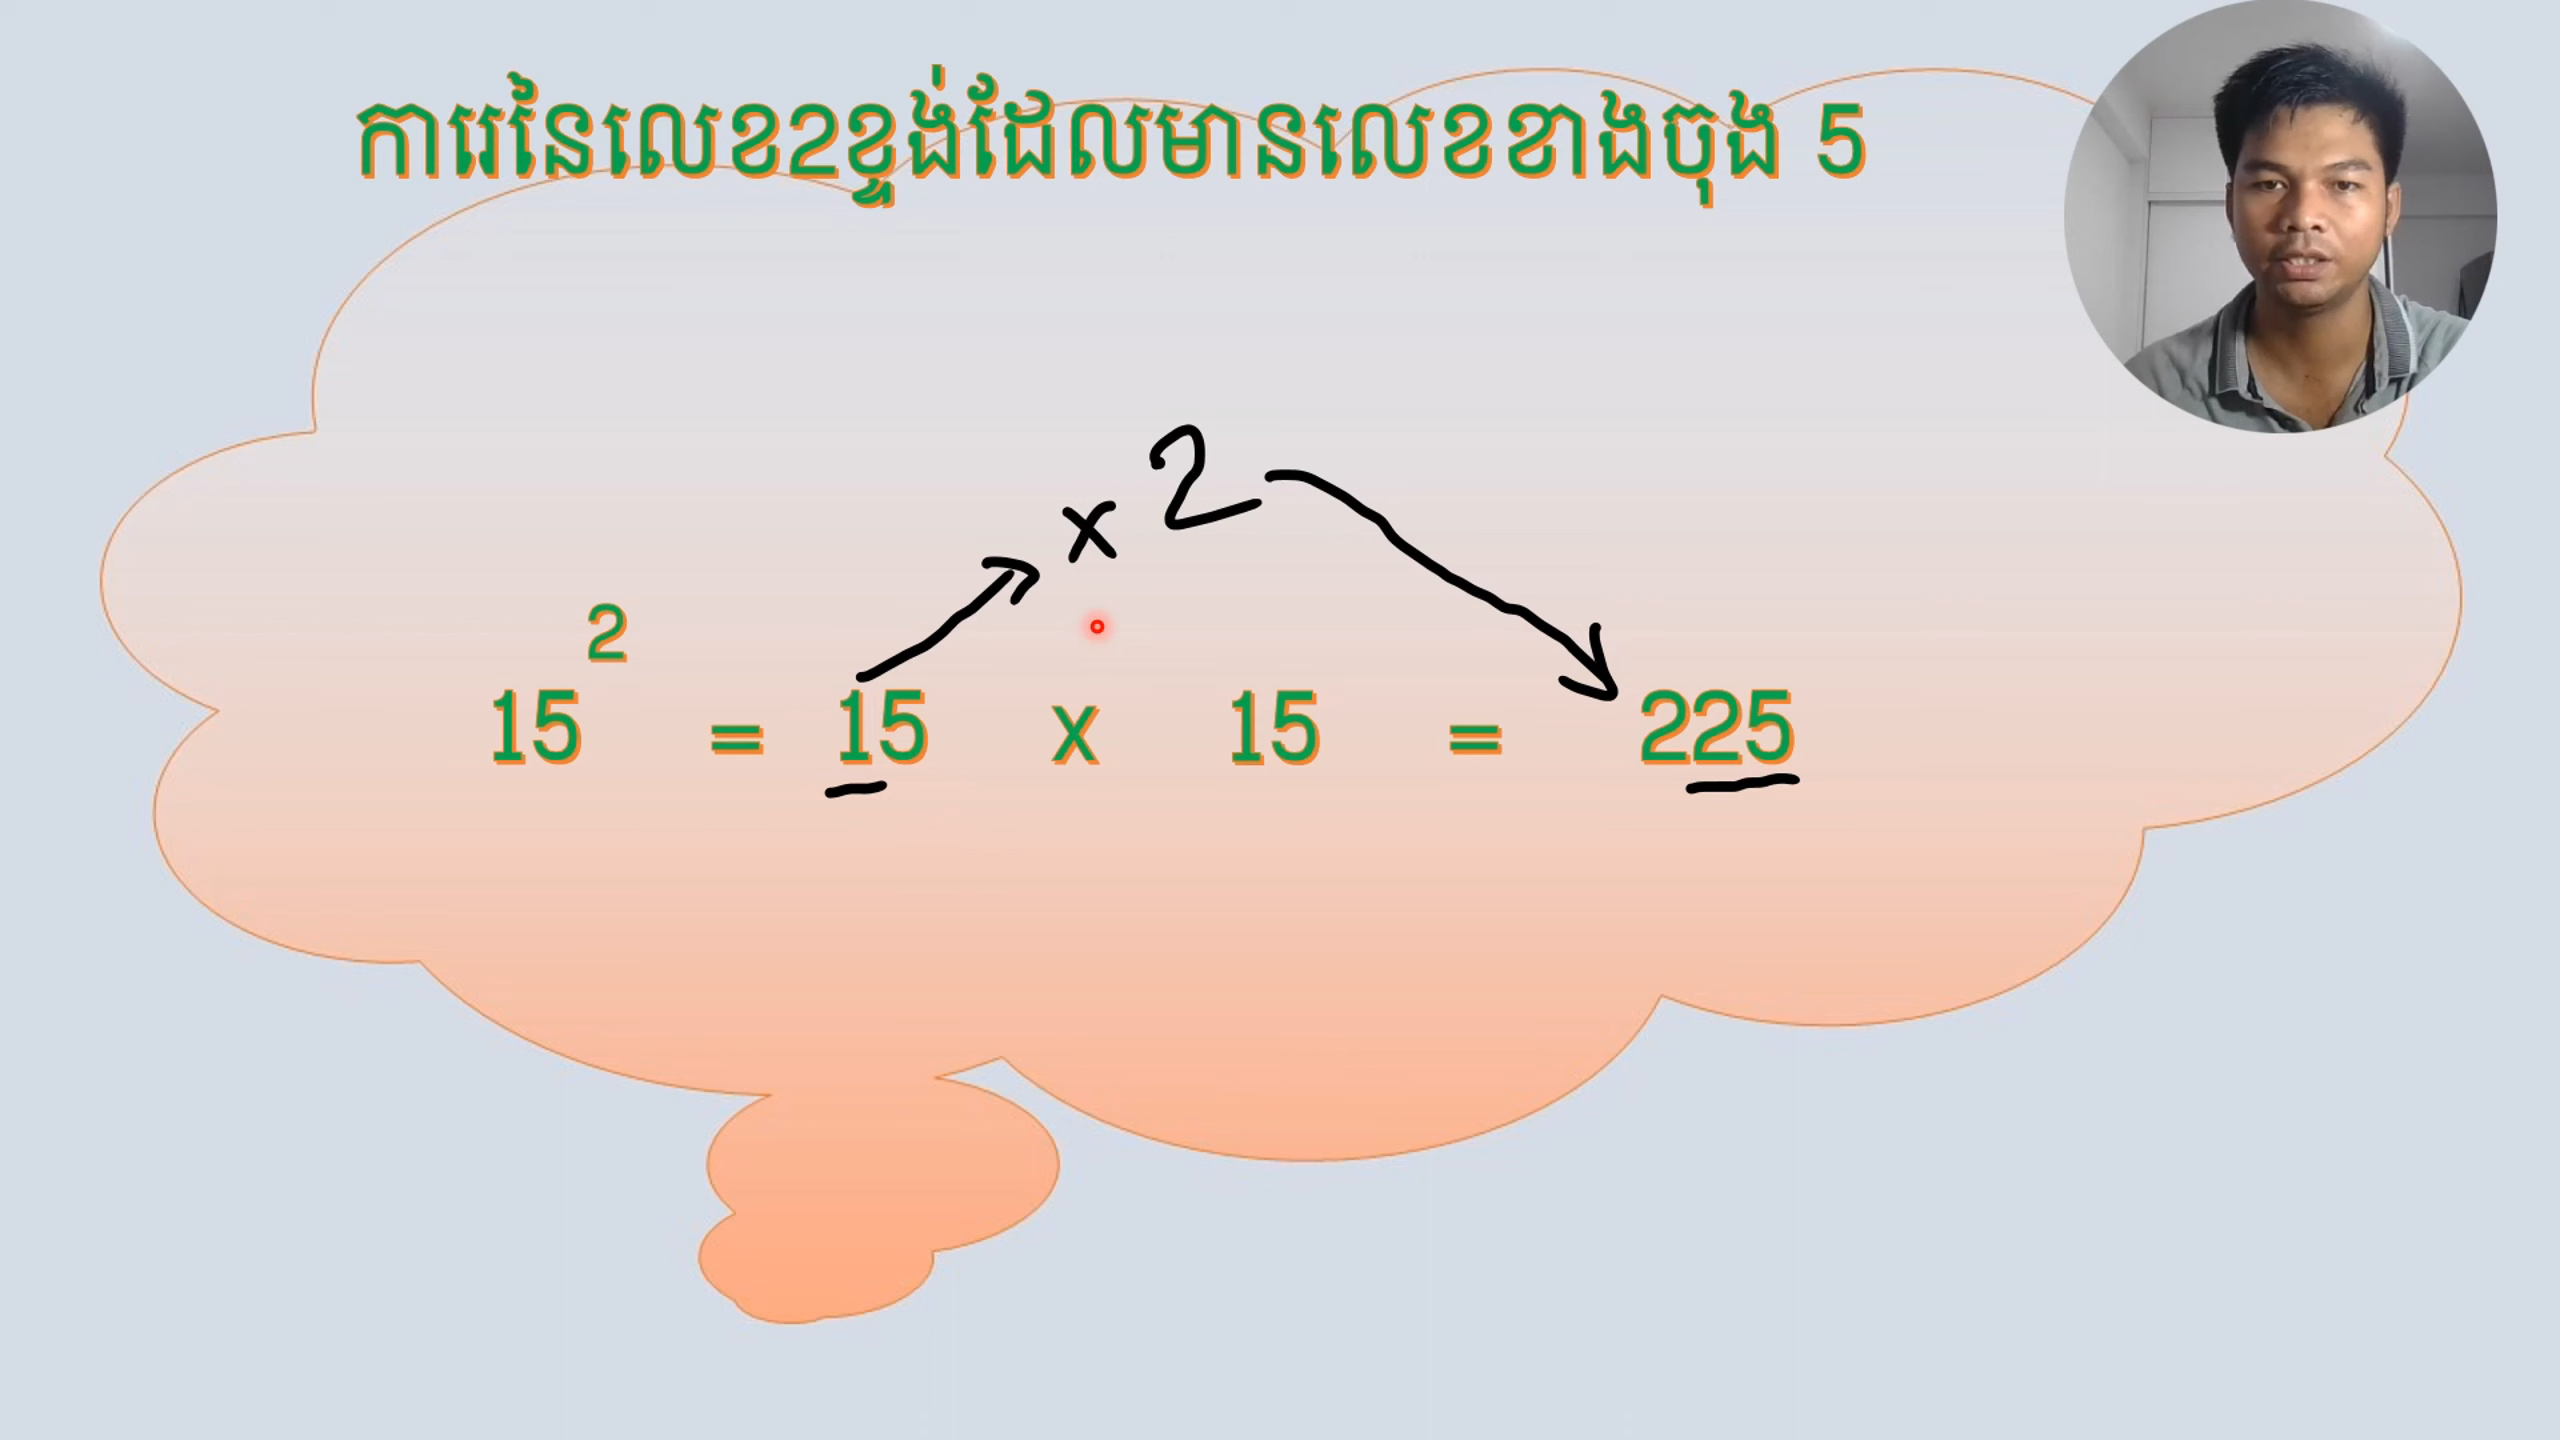 ការេនៃលេខ2ខ្ទង់ដែលមានលេខខាងចុង 5
x 2
15² = 15 x 15 = 225